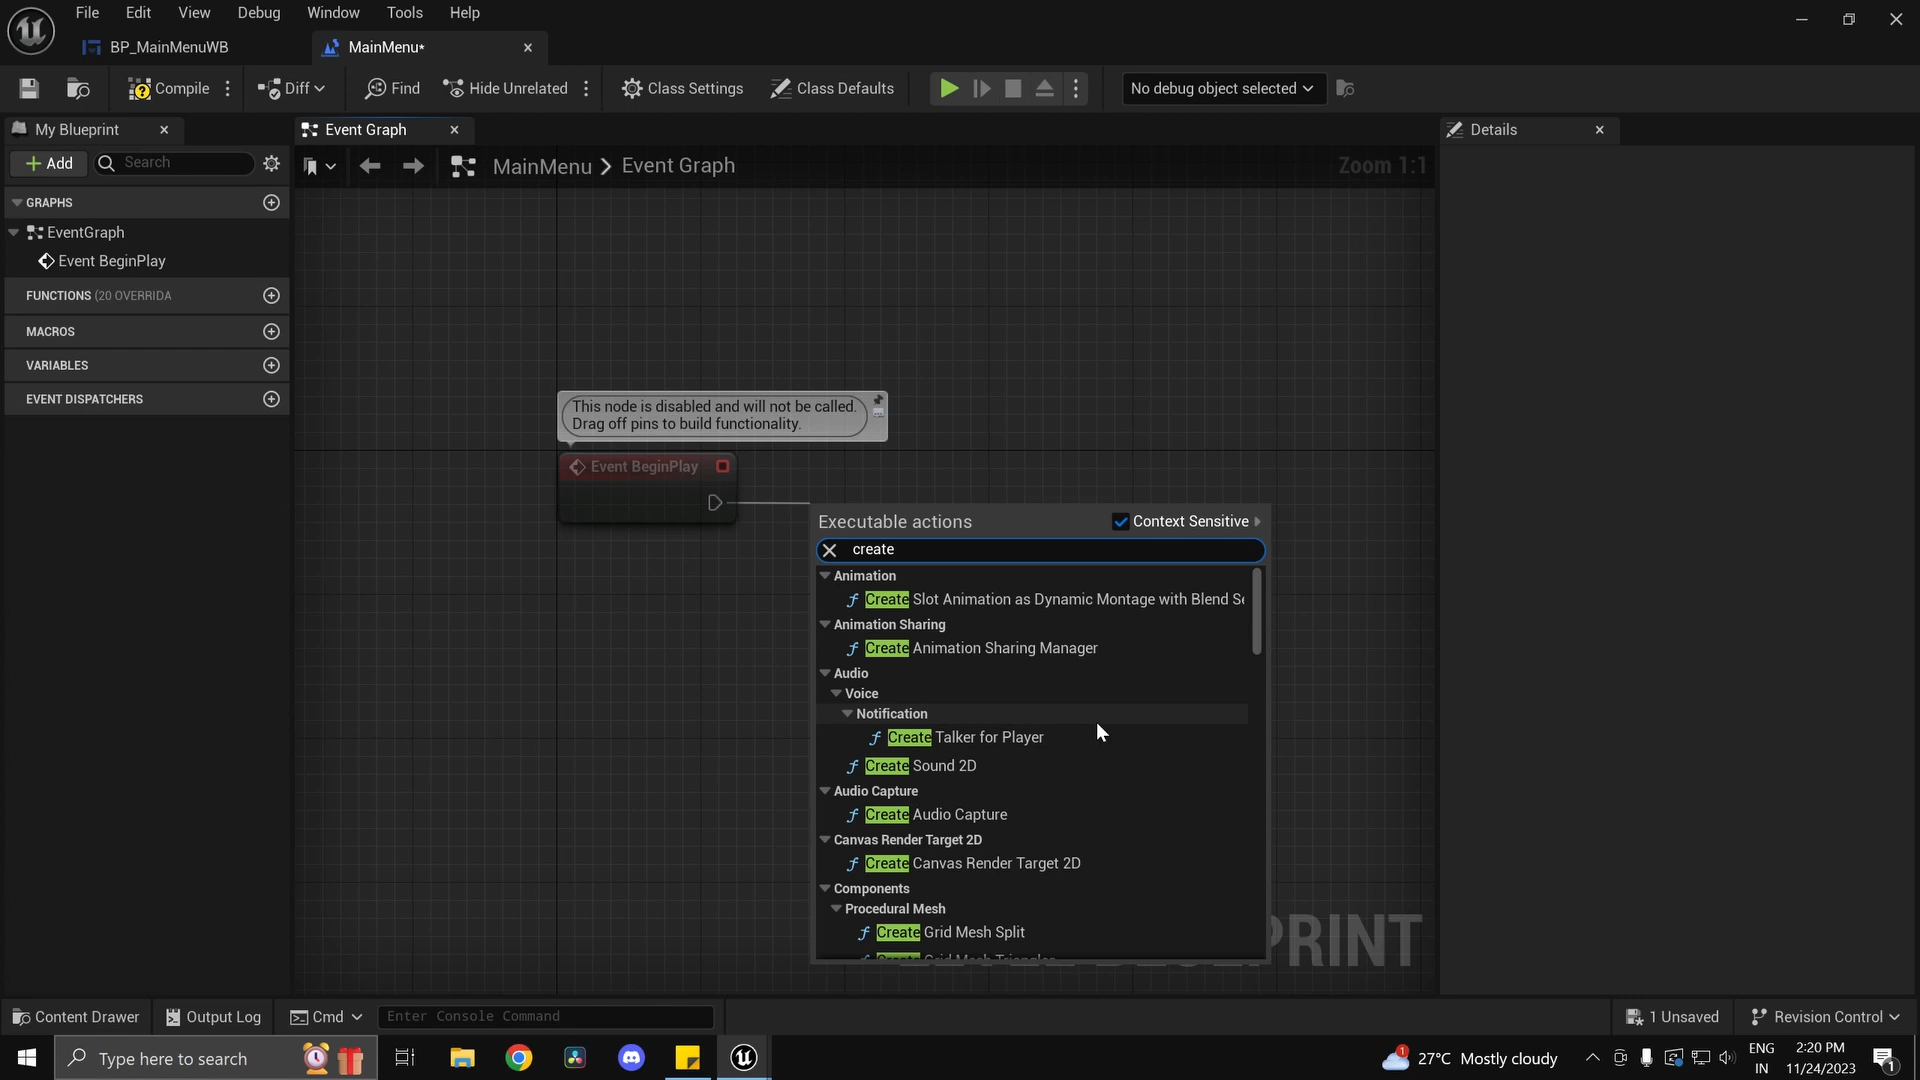 File Edit View Debug Window Tools Help
BP_MainMenuWB
MainMenu*
Compile
Diff
Find
Hide Unrelated
Class Settings
Class Defaults
No debug object selected
My Blueprint
Event Graph
Details
Add
Search
MainMenu > Event Graph
Zoom 1:1
GRAPHS
EventGraph
Event BeginPlay
FUNCTIONS (20 OVERRIDA
MACROS
VARIABLES
EVENT DISPATCHERS
This node is disabled and will not be called.
Drag off pins to build functionality.
Event BeginPlay
Executable actions
Context Sensitive
create
Animation
Create Slot Animation as Dynamic Montage with Blend Se
Animation Sharing
Create Animation Sharing Manager
Audio
Voice
Notification
Create Talker for Player
Create Sound 2D
Audio Capture
Create Audio Capture
Canvas Render Target 2D
Create Canvas Render Target 2D
Components
Procedural Mesh
Create Grid Mesh Split
Create Grid Mesh Triangles
PRINT
Content Drawer
Output Log
Cmd
Enter Console Command
1 Unsaved
Revision Control
Type here to search
1
27°C Mostly cloudy
ENG
IN
2:20 PM
11/24/2023
1